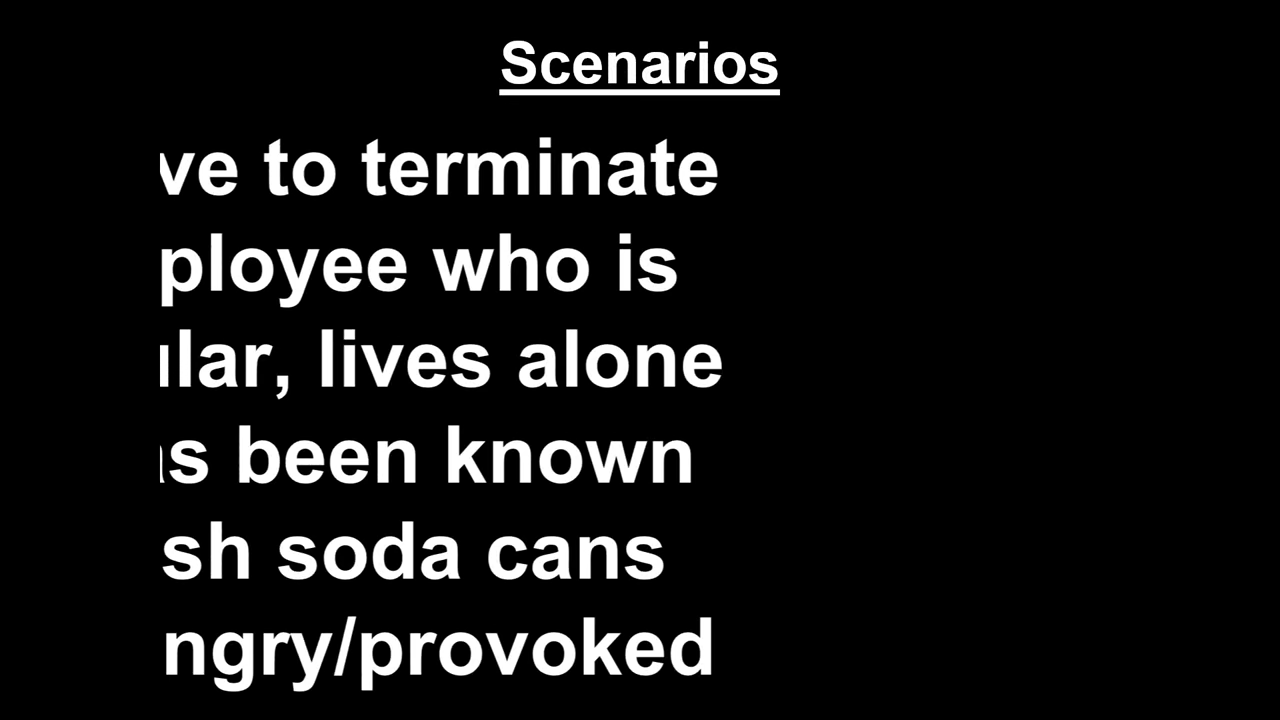 Scenarios
ve to terminate
ployee who is
lar, lives alone
s been known
sh soda cans
ngry/provoked